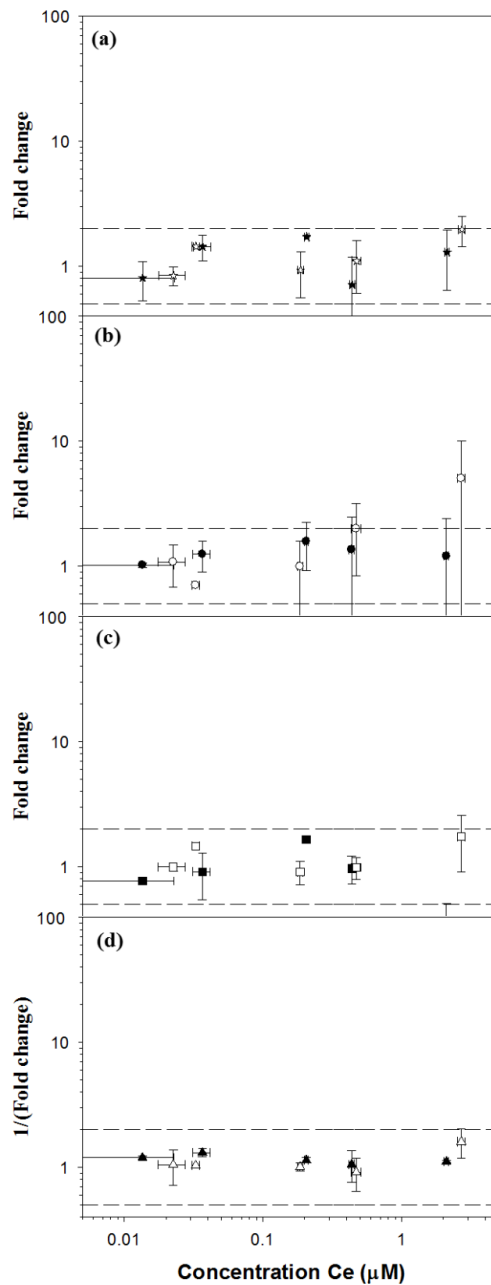 100
(a)
10
Fold change
1
100
(b)
10
Fold change
1
100
(c)
10
Fold change
1
100
(d)
10
1/(Fold change)
1
0.01 0.1 1
Concentration Ce (µM)